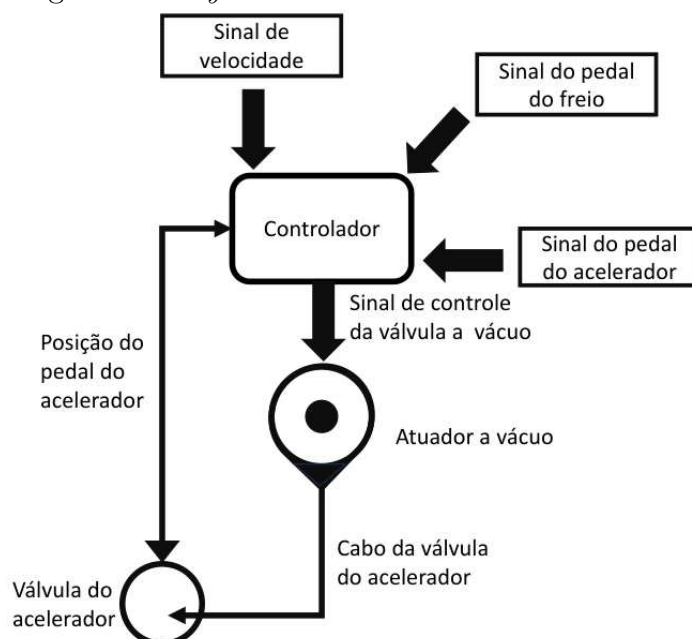 Sinal de
velocidade
Sinal do pedal
do freio
Controlador
Sinal do pedal
do acelerador
Sinal de controle
da válvula a vácuo
Posição do
pedal do
acelerador
Atuador a vácuo
Cabo da válvula
do acelerador
Válvula do
acelerador